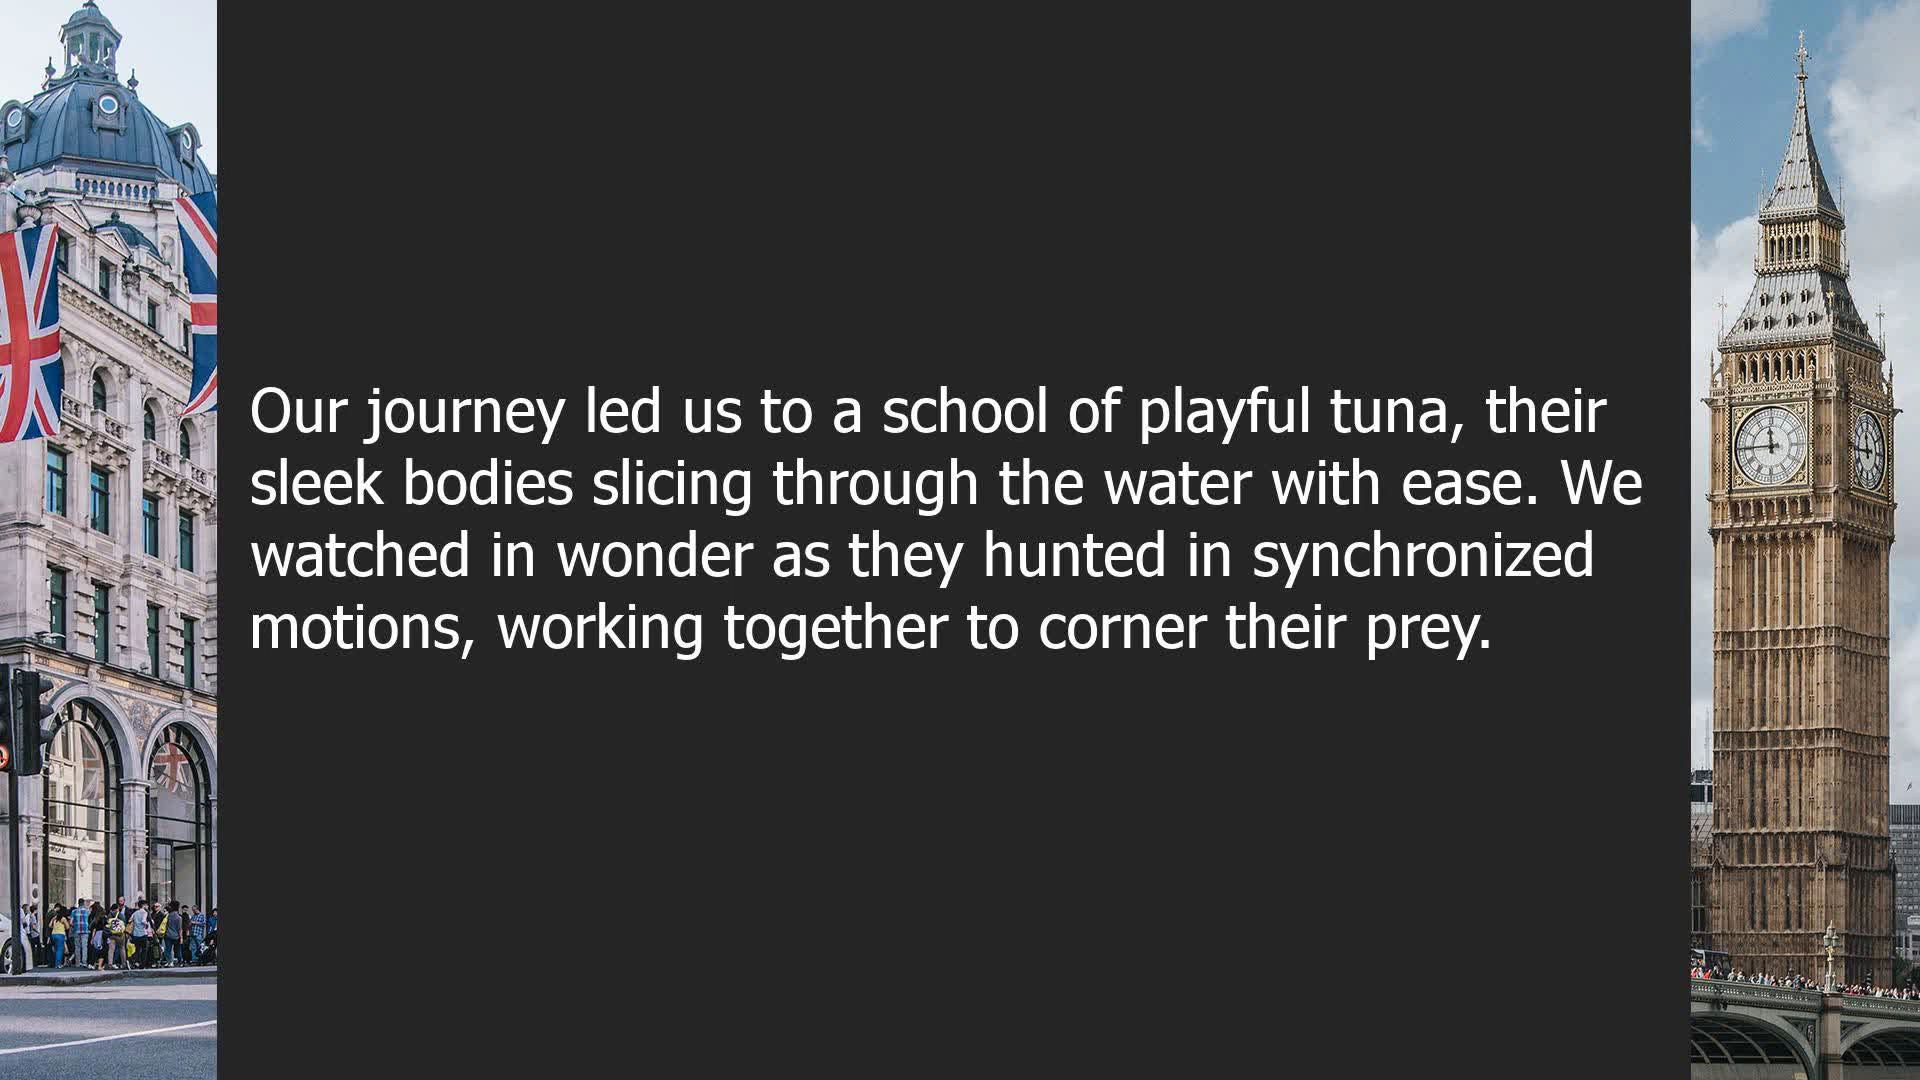 Our journey led us to a school of playful tuna, their
sleek bodies slicing through the water with ease. We
watched in wonder as they hunted in synchronized
motions, working together to corner their prey.